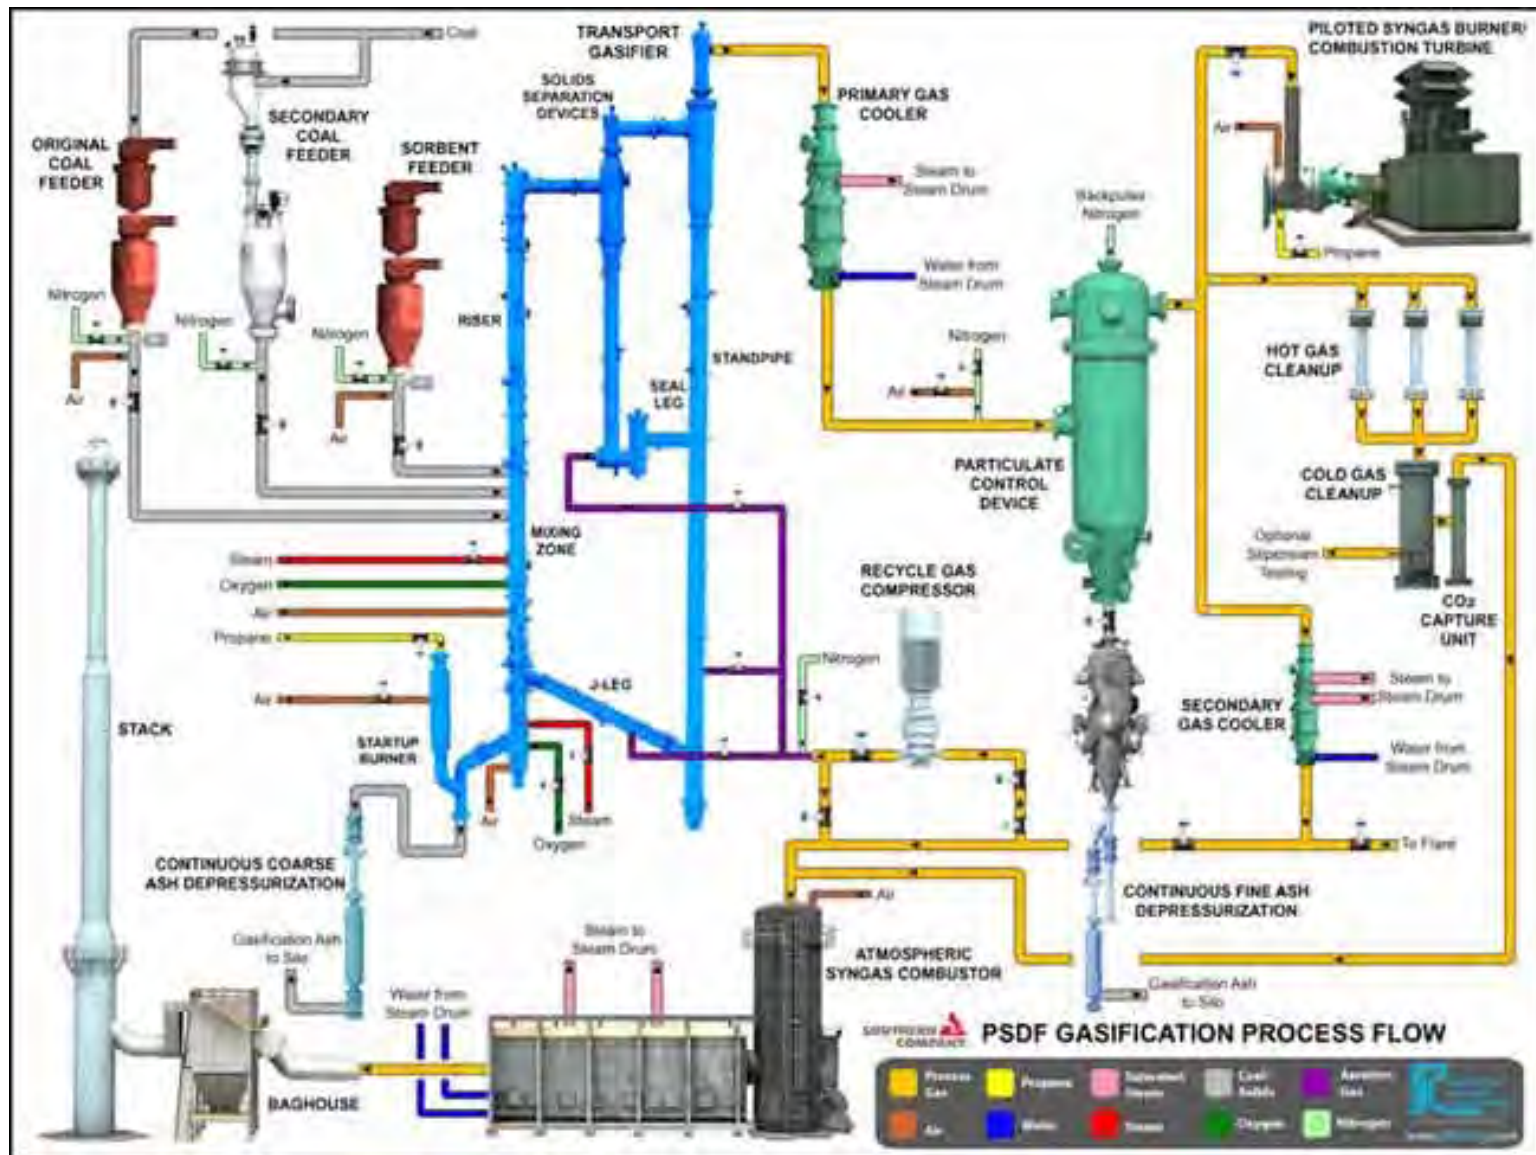 Coal
TRANSPORT
GASIFIER
PILOTED SYNGAS BURNER/
COMBUSTION TURBINE
SOLIDS
SEPARATION
DEVICES
PRIMARY GAS
COOLER
SECONDARY
COAL
FEEDER
ORIGINAL
COAL
FEEDER
SORBENT
FEEDER
Air
Steam to
Steam Drum
Backpulse
Nitrogen
Propane
Water from
Steam Drum
Nitrogen
Nitrogen
Nitrogen
RISER
STANDPIPE
Nitrogen
HOT GAS
CLEANUP
SEAL
LEG
Air
Air
Air
PARTICULATE
CONTROL
DEVICE
COLD GAS
CLEANUP
MIXING
ZONE
Optional
Slipstream
Testing
Steam
Oxygen
Air
Propane
RECYCLE GAS
COMPRESSOR
CO2
CAPTURE
UNIT
Nitrogen
J-LEG
Air
Steam to
Steam Drum
SECONDARY
GAS COOLER
STACK
STARTUP
BURNER
Water from
Steam Drum
Air
Steam
Oxygen
To Flare
CONTINUOUS COARSE
ASH DEPRESSURIZATION
CONTINUOUS FINE ASH
DEPRESSURIZATION
Air
Gasification Ash
to Silo
Steam to
Steam Drum
ATMOSPHERIC
SYNGAS COMBUSTOR
Gasification Ash
to Silo
Water from
Steam Drum
SOUTHERN
COMPANY
PSDF GASIFICATION PROCESS FLOW
BAGHOUSE
Process
Gas
Propane
Saturated
Steam
Coal/
Solids
Aeration
Gas
Air
Water
Steam
Oxygen
Nitrogen